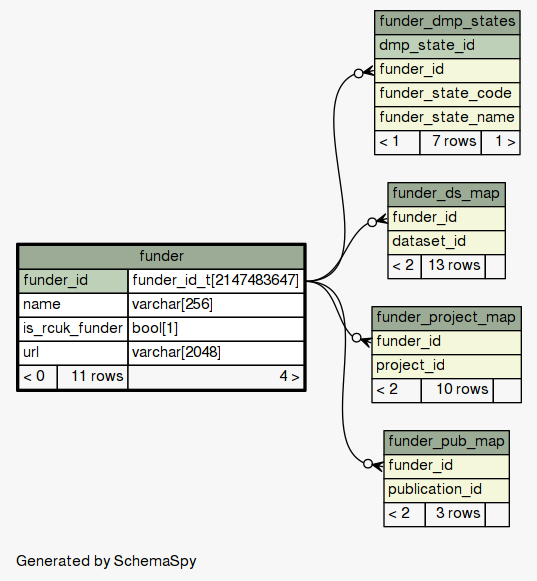 funder_dmp_states
dmp_state_id
funder_id
funder_state_code
funder_state_name
< 1 7 rows 1 >
funder_ds_map
funder_id
dataset_id
< 2 13 rows
funder
funder_id funder_id_t[2147483647]
name varchar[256]
is_rcuk_funder bool[1]
url varchar[2048]
< 0 11 rows 4 >
funder_project_map
funder_id
project_id
< 2 10 rows
funder_pub_map
funder_id
publication_id
< 2 3 rows
Generated by SchemaSpy